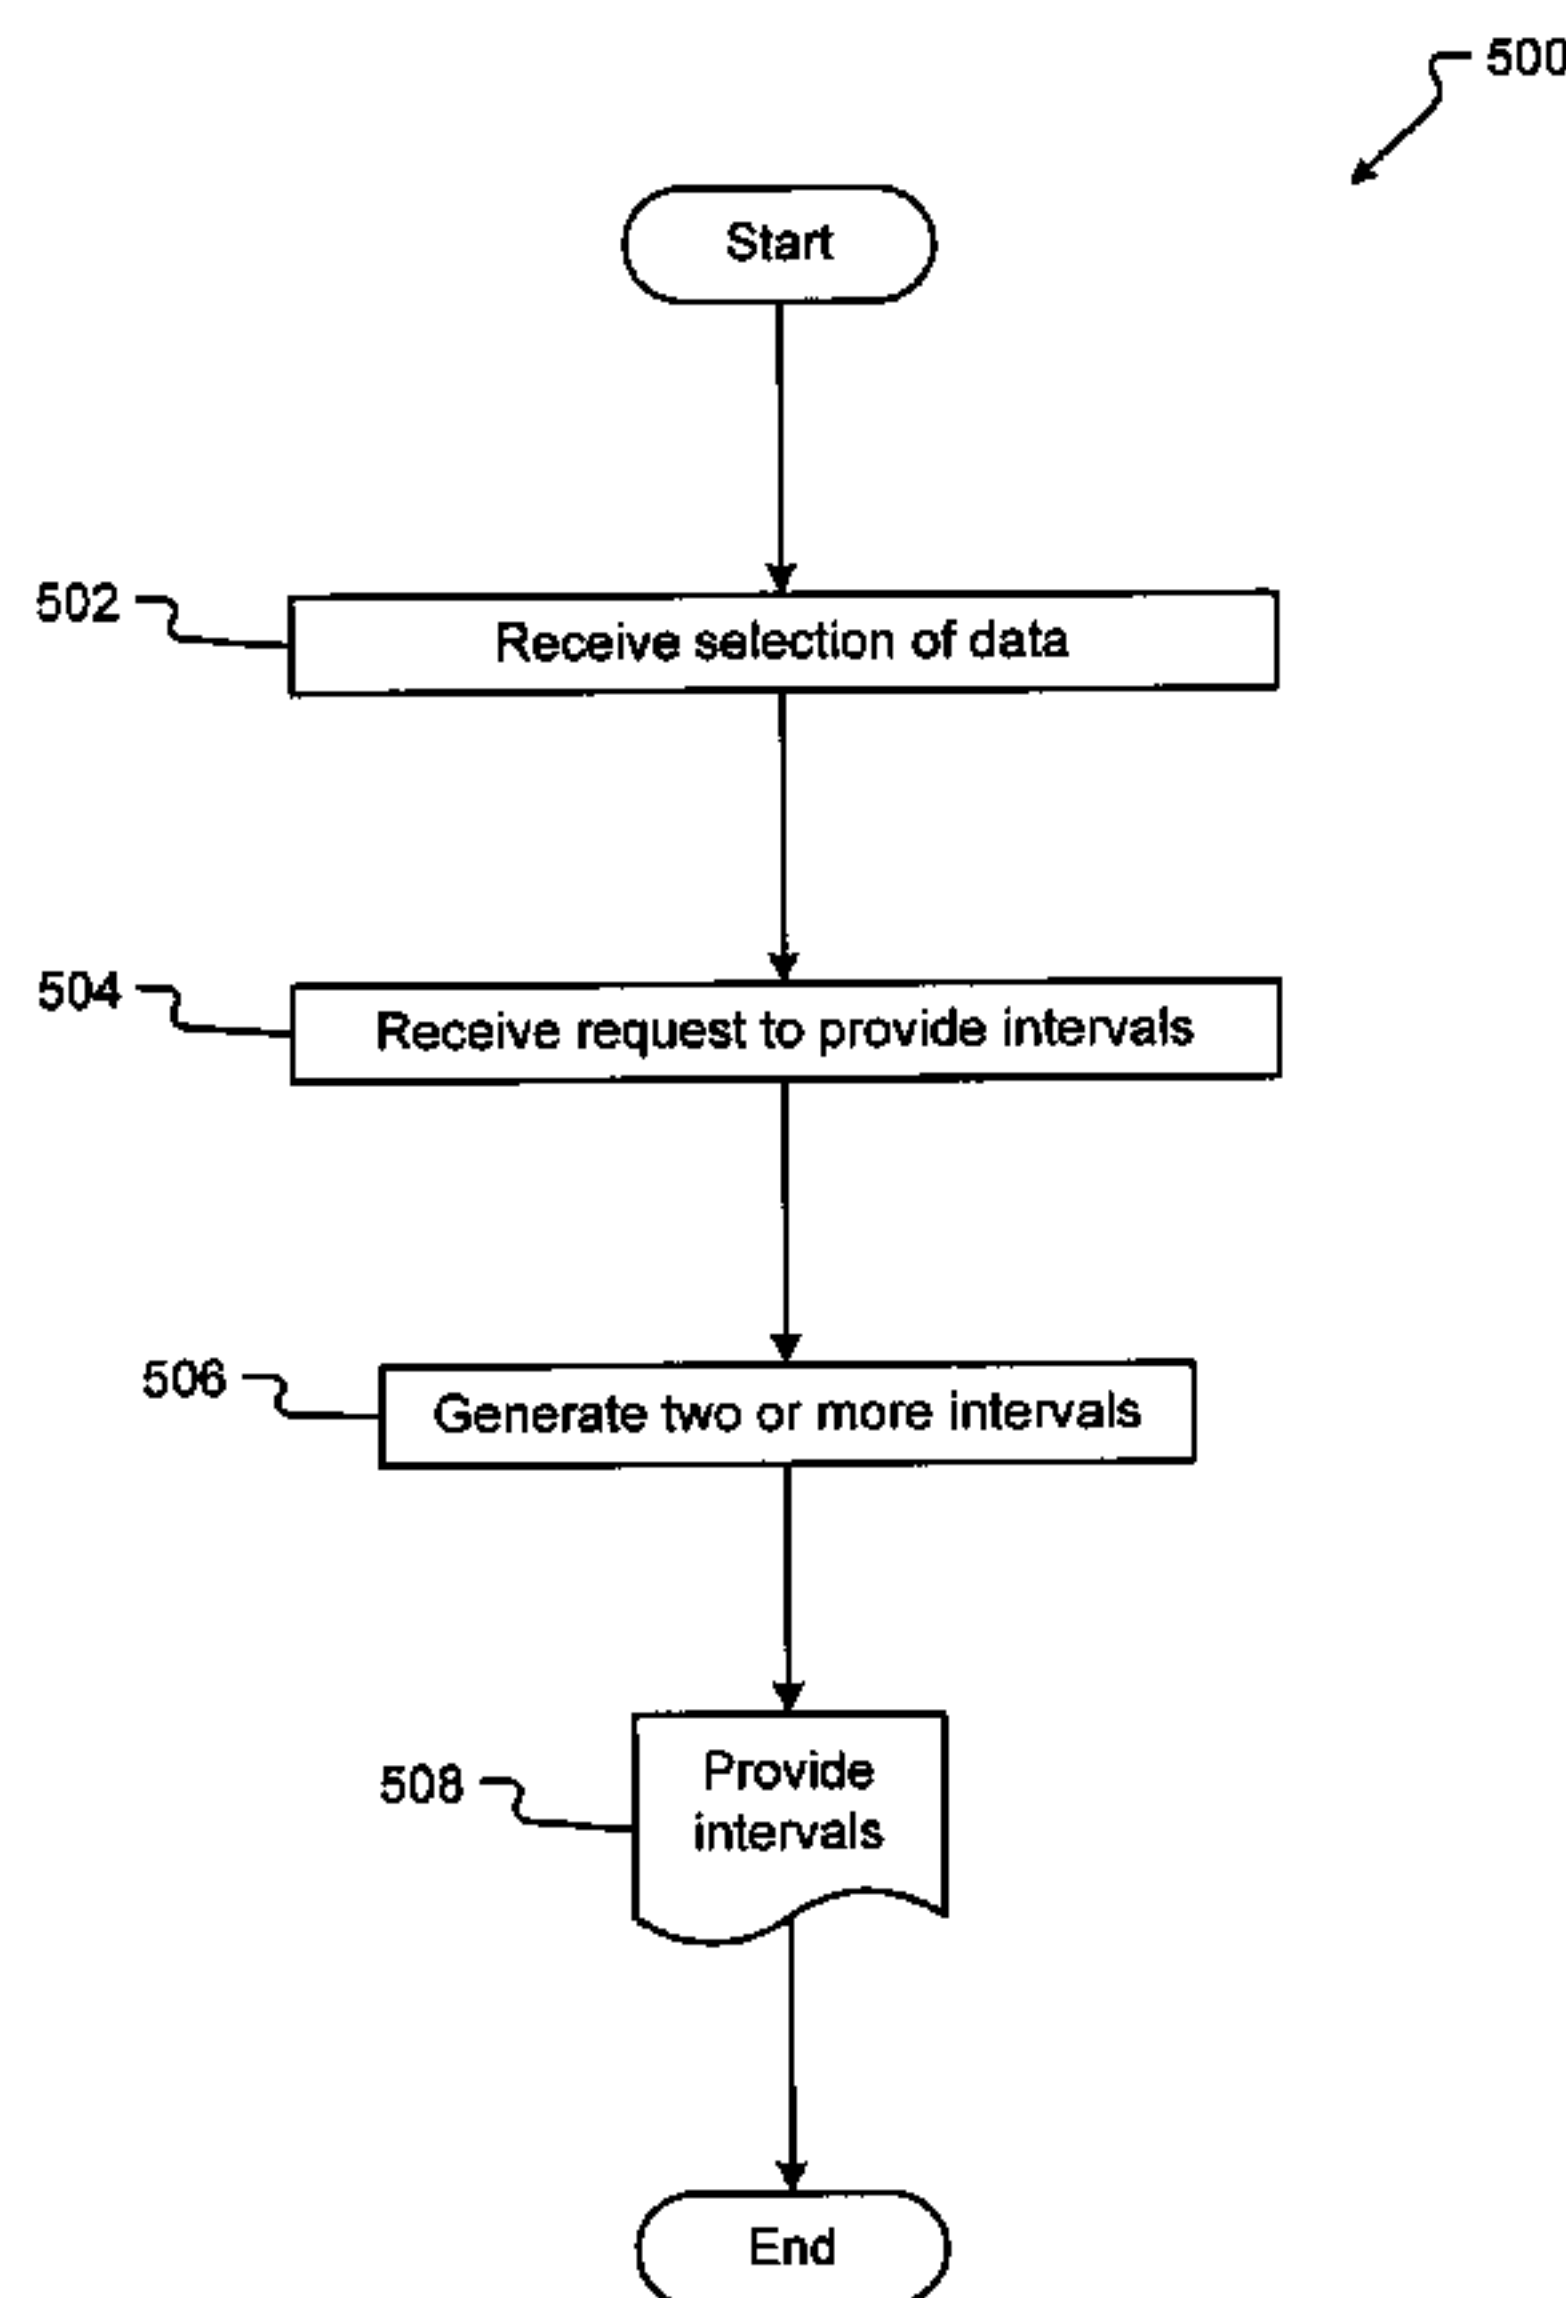 500
Start
502
Receive selection of data
504
Receive request to provide intervals
506
Generate two or more intervals
508
Provide
intervals
End